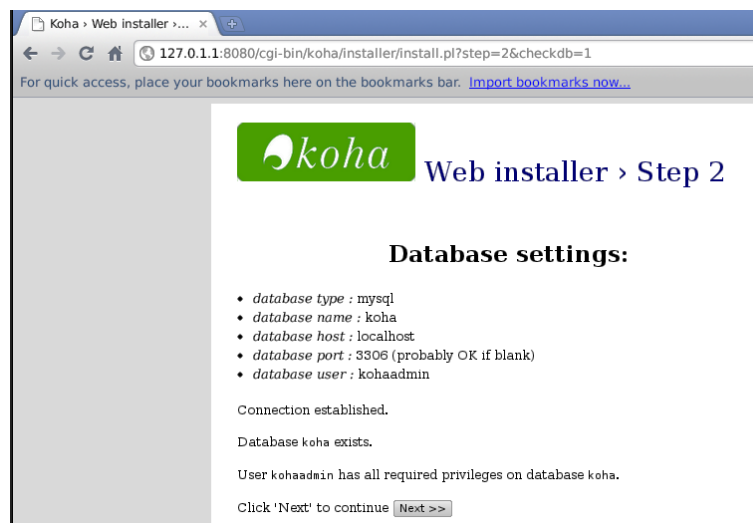 Koha › Web installer ›...
127.0.1.1:8080/cgi-bin/koha/installer/install.pl?step=2&checkdb=1
For quick access, place your bookmarks here on the bookmarks bar. Import bookmarks now...
koha Web installer › Step 2
Database settings:
database type : mysql
database name : koha
database host : localhost
database port : 3306 (probably OK if blank)
database user : kohaadmin
Connection established.
Database koha exists.
User kohaadmin has all required privileges on database koha.
Click 'Next' to continue Next >>